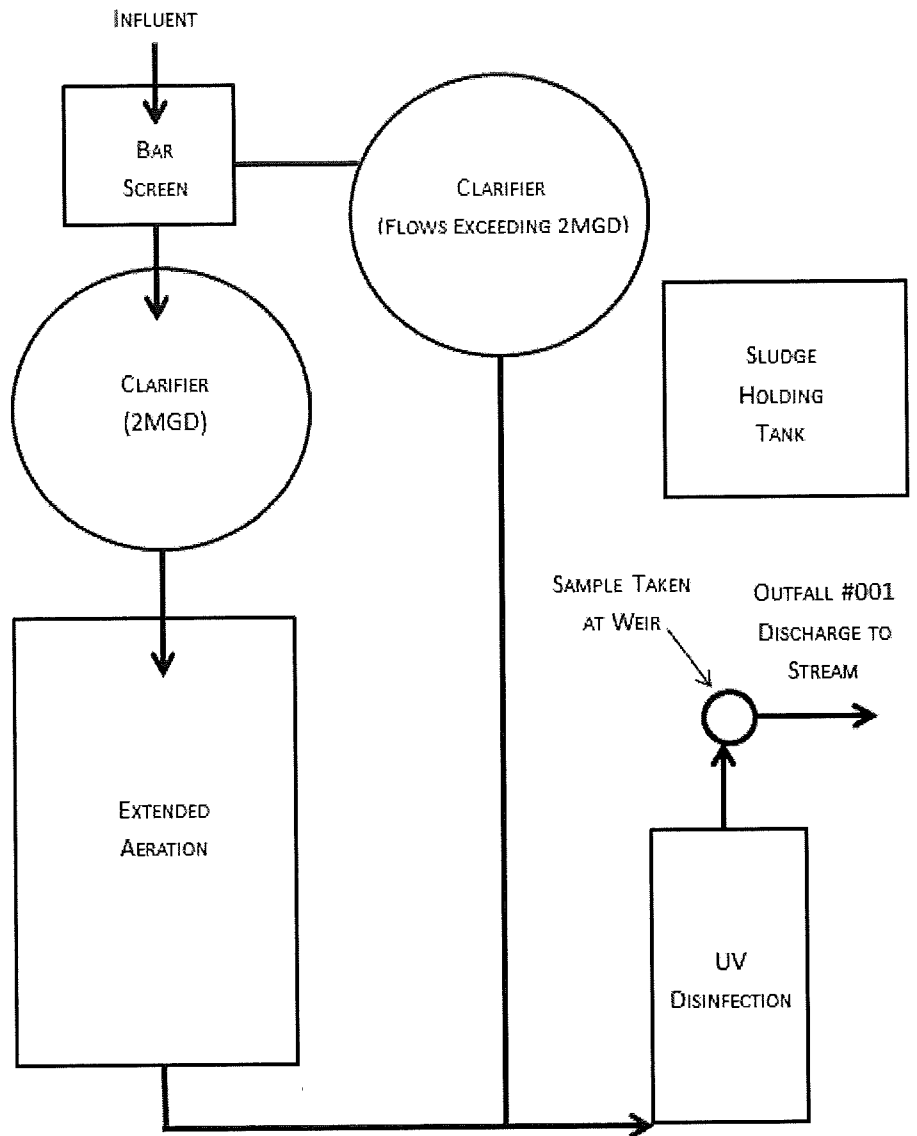 INFLUENT
BAR
SCREEN
CLARIFIER
(FLOWS EXCEEDING 2MGD)
CLARIFIER
(2MGD)
SLUDGE
HOLDING
TANK
SAMPLE TAKEN
AT WEIR
OUTFALL #001
DISCHARGE TO
STREAM
EXTENDED
AERATION
UV
DISINFECTION